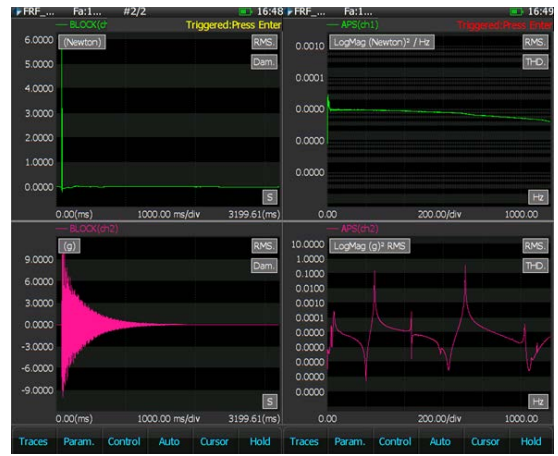 FRF_... Fa:1... #2/2 16:48
BLOCK(ch Triggered:Press Enter
(Newton) RMS.
Dam.
6.0000
5.0000
4.0000
3.0000
2.0000
1.0000
0.0000
S
0.00(ms) 1000.00 ms/div 3199.61(ms)
BLOCK(ch2)
(g) RMS.
Dam.
9.0000
6.0000
3.0000
0.0000
-3.0000
-6.0000
-9.0000
S
0.00(ms) 1000.00 ms/div 3199.61(ms)
Traces Param. Control Auto Cursor Hold
FRF_... Fa:1... 16:49
APS(ch1) Triggered:Press Enter
LogMag (Newton)² / Hz RMS.
THD.
0.0010
0.0001
0.0000
0.0000
0.0000
Hz
0.00 200.00/div 1000.00
APS(ch2)
LogMag (g)² RMS RMS.
THD.
10.0000
1.0000
0.1000
0.0100
0.0010
0.0001
0.0000
0.0000
0.0000
0.0000
0.0000
Hz
0.00 200.00/div 1000.00
Traces Param. Control Auto Cursor Hold